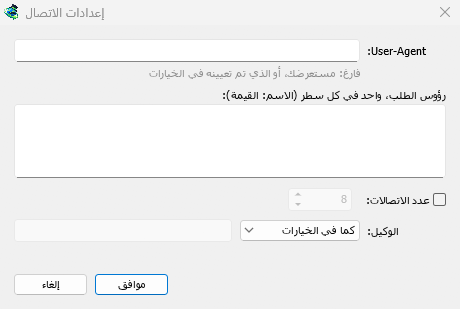 إعدادات الاتصال
User-Agent:
فارغ: مستعرضك، أو الذي تم تعيينه في الخيارات
رؤوس الطلب، واحد في كل سطر (الاسم: القيمة):
عدد الاتصالات: 8
الوكيل: كما في الخيارات
موافق إلغاء